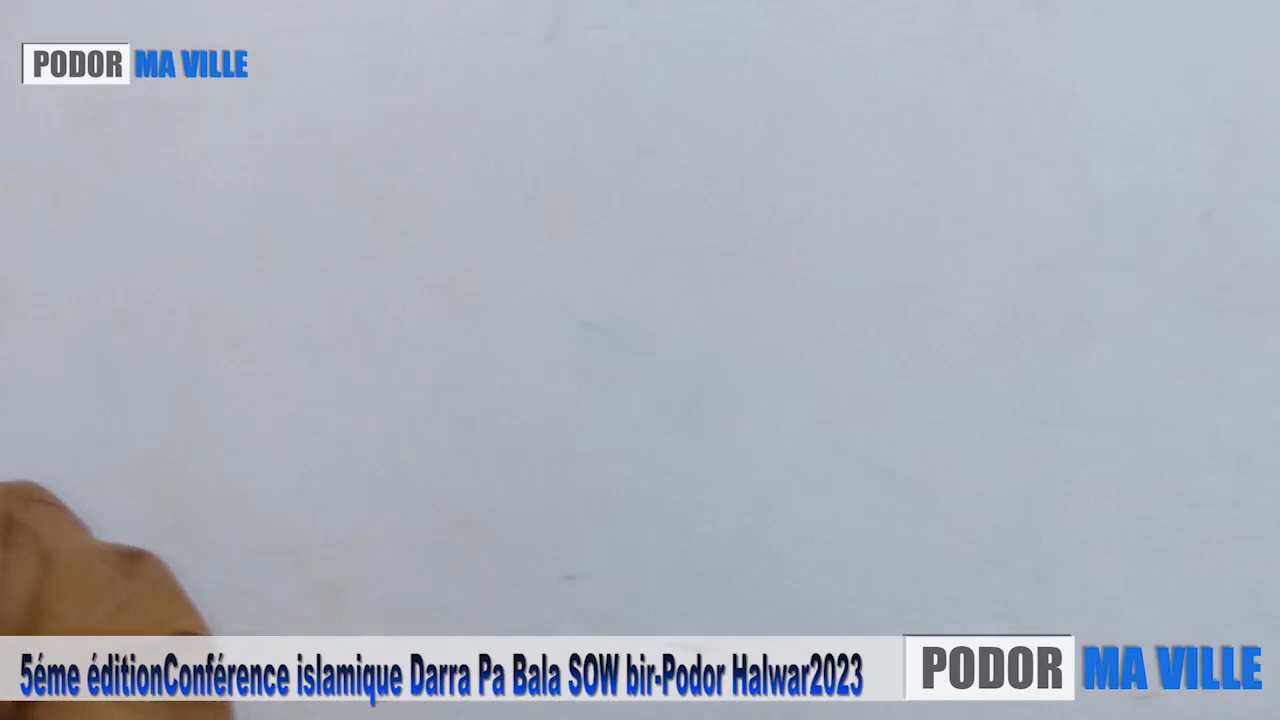 PODOR MA VILLE
5éme éditionConférence islamique Darra Pa Bala SOW bir-Podor Halwar2023
PODOR MA VILLE